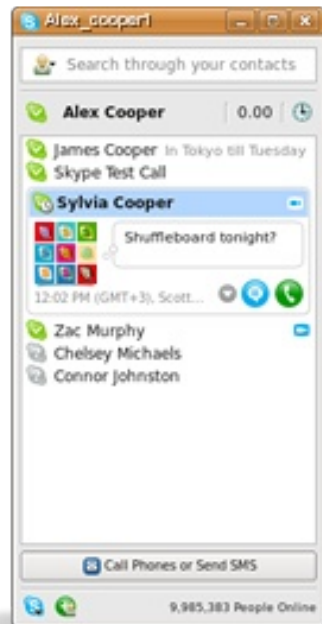 Alex_cooper1
Search through your contacts
Alex Cooper 0.00
James Cooper In Tokyo till Tuesday
Skype Test Call
Sylvia Cooper
Shuffleboard tonight?
12:02 PM (GMT+3), Scott...
Zac Murphy
Chelsey Michaels
Connor Johnston
Call Phones or Send SMS
9,985,383 People Online